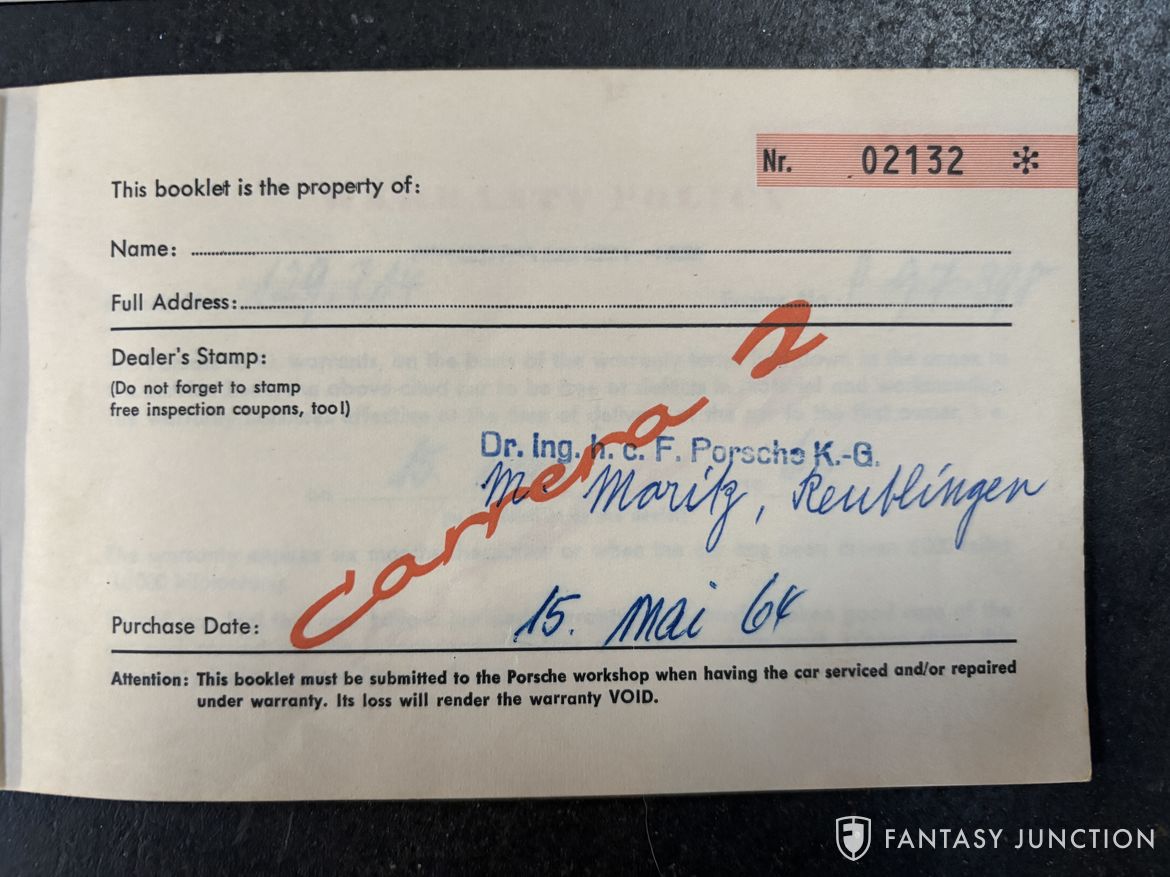 Nr. 02132 *
This booklet is the property of:
Name:
Full Address:
Dealer's Stamp:
(Do not forget to stamp
free inspection coupons, too!)
Carrera 2
Dr. Ing. h. c. F. Porsche K.-G.
M. Moritz, Reutlingen
Purchase Date: 15. Mai 64
Attention: This booklet must be submitted to the Porsche workshop when having the car serviced and/or repaired
under warranty. Its loss will render the warranty VOID.
FANTASY JUNCTION